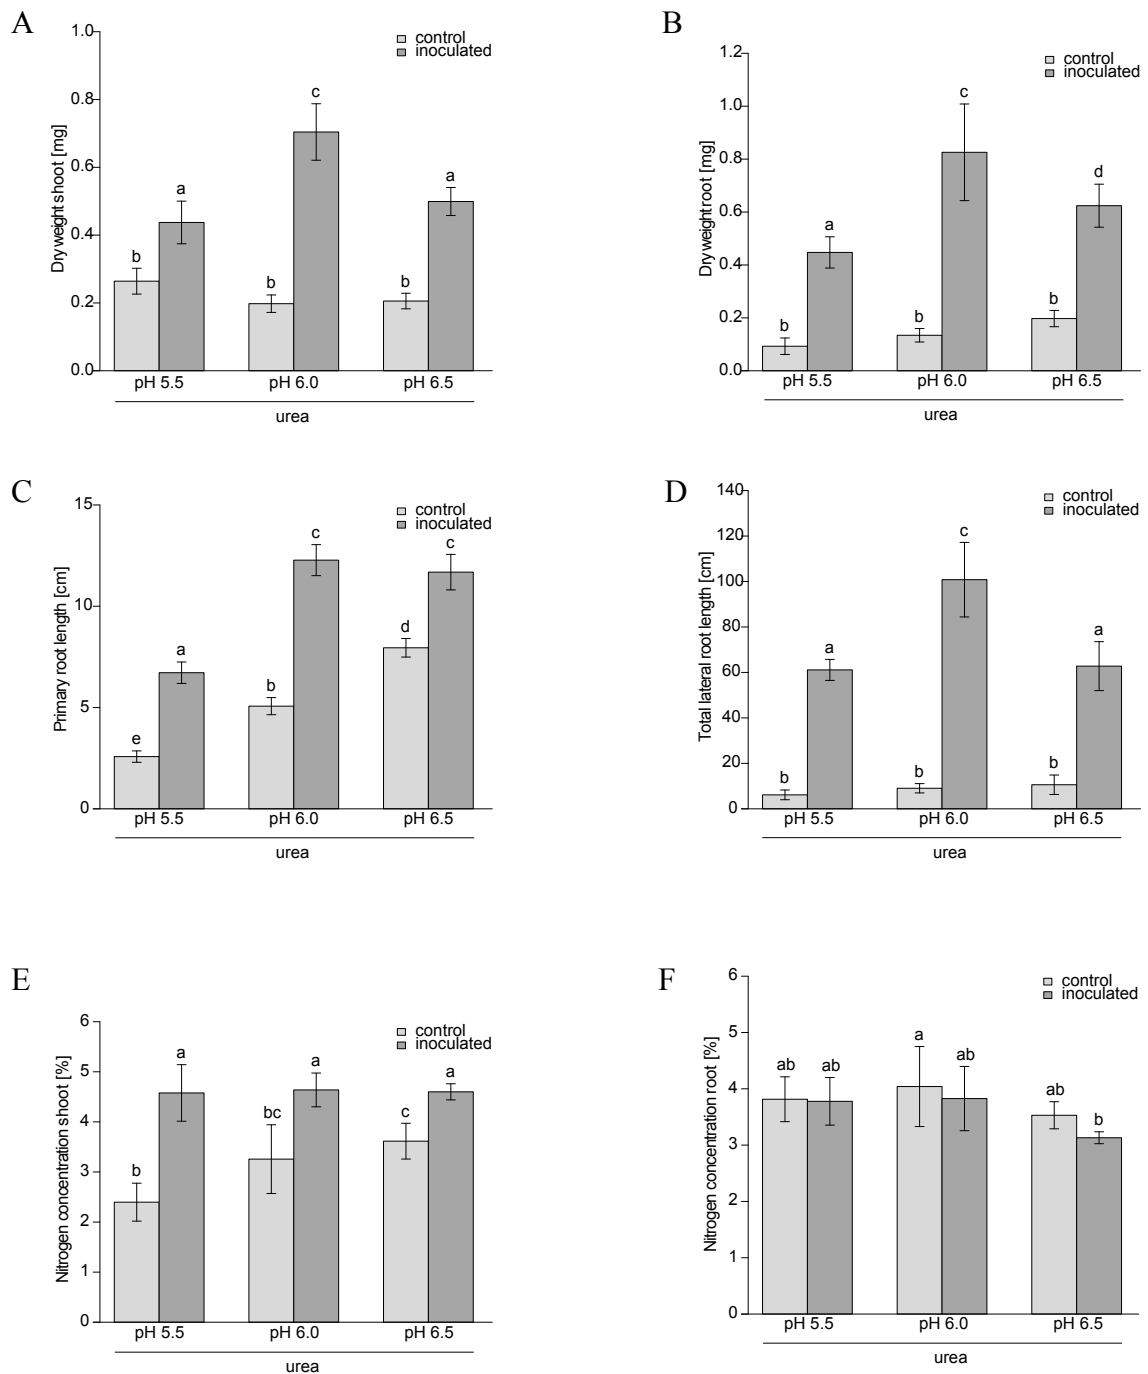 A
1.0
0.8
0.6
0.4
0.2
0.0
Dry weight shoot [mg]
control
inoculated
b
a
b
c
b
a
pH 5.5
pH 6.0
pH 6.5
urea
B
1.2
1.0
0.8
0.6
0.4
0.2
0.0
Dry weight root [mg]
control
inoculated
b
a
b
c
b
d
pH 5.5
pH 6.0
pH 6.5
urea
C
15
10
5
0
Primary root length [cm]
control
inoculated
e
a
b
c
d
c
pH 5.5
pH 6.0
pH 6.5
urea
D
140
120
100
80
60
40
20
0
Total lateral root length [cm]
control
inoculated
b
a
b
c
b
a
pH 5.5
pH 6.0
pH 6.5
urea
E
6
5
4
3
2
1
0
Nitrogen concentration shoot [%]
control
inoculated
b
a
bc
a
c
a
pH 5.5
pH 6.0
pH 6.5
urea
F
6
5
4
3
2
1
0
Nitrogen concentration root [%]
control
inoculated
ab
ab
a
ab
ab
b
pH 5.5
pH 6.0
pH 6.5
urea